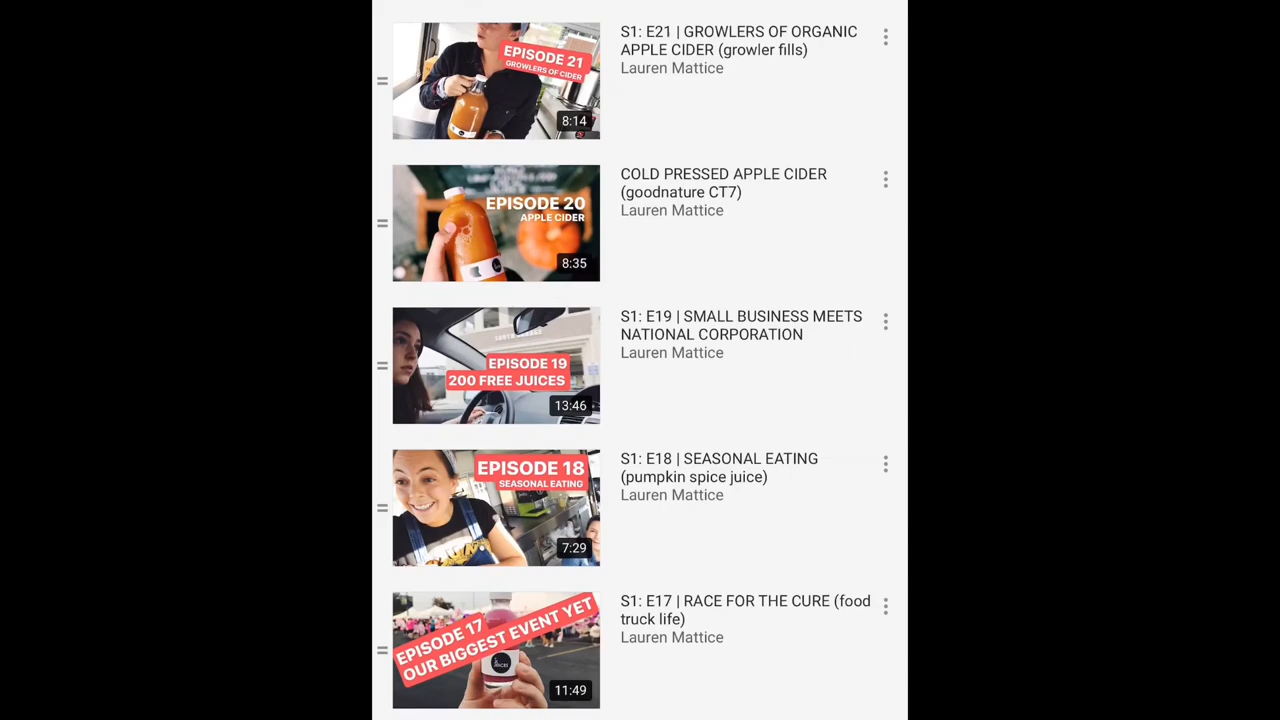 EPISODE 21
GROWLERS OF CIDER
8:14
S1: E21 | GROWLERS OF ORGANIC
APPLE CIDER (growler fills)
Lauren Mattice
EPISODE 20
APPLE CIDER
8:35
COLD PRESSED APPLE CIDER
(goodnature CT7)
Lauren Mattice
EPISODE 19
200 FREE JUICES
13:46
S1: E19 | SMALL BUSINESS MEETS
NATIONAL CORPORATION
Lauren Mattice
EPISODE 18
SEASONAL EATING
7:29
S1: E18 | SEASONAL EATING
(pumpkin spice juice)
Lauren Mattice
EPISODE 17
OUR BIGGEST EVENT YET
11:49
S1: E17 | RACE FOR THE CURE (food
truck life)
Lauren Mattice